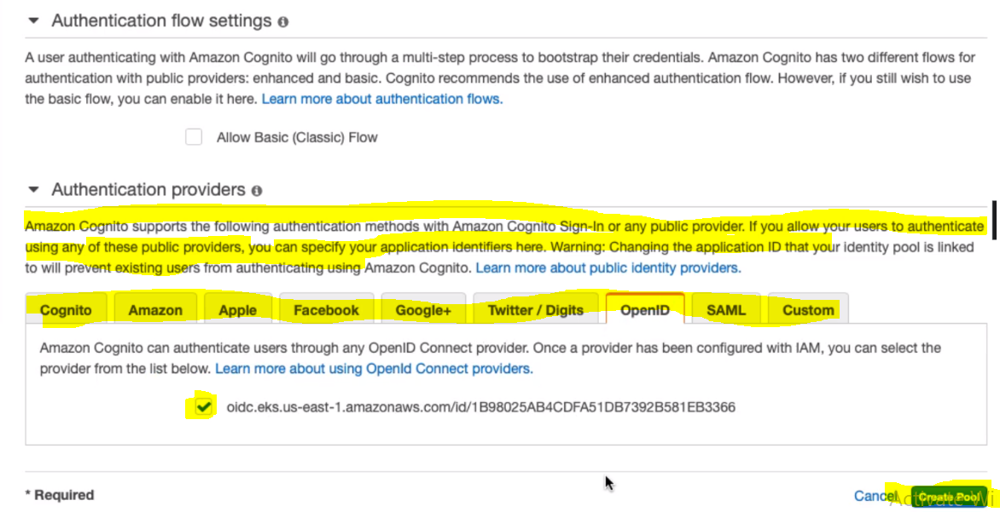 Authentication flow settings
A user authenticating with Amazon Cognito will go through a multi-step process to bootstrap their credentials. Amazon Cognito has two different flows for
authentication with public providers: enhanced and basic. Cognito recommends the use of enhanced authentication flow. However, if you still wish to use
the basic flow, you can enable it here. Learn more about authentication flows.
Allow Basic (Classic) Flow
Authentication providers
Amazon Cognito supports the following authentication methods with Amazon Cognito Sign-In or any public provider. If you allow your users to authenticate
using any of these public providers, you can specify your application identifiers here. Warning: Changing the application ID that your identity pool is linked
to will prevent existing users from authenticating using Amazon Cognito. Learn more about public identity providers.
Cognito Amazon Apple Facebook Google+ Twitter / Digits OpenID SAML Custom
Amazon Cognito can authenticate users through any OpenID Connect provider. Once a provider has been configured with IAM, you can select the
provider from the list below. Learn more about using OpenId Connect providers.
oidc.eks.us-east-1.amazonaws.com/id/1B98025AB4CDFA51DB7392B581EB3366
* Required
Cancel Create Pool
Activate Wi